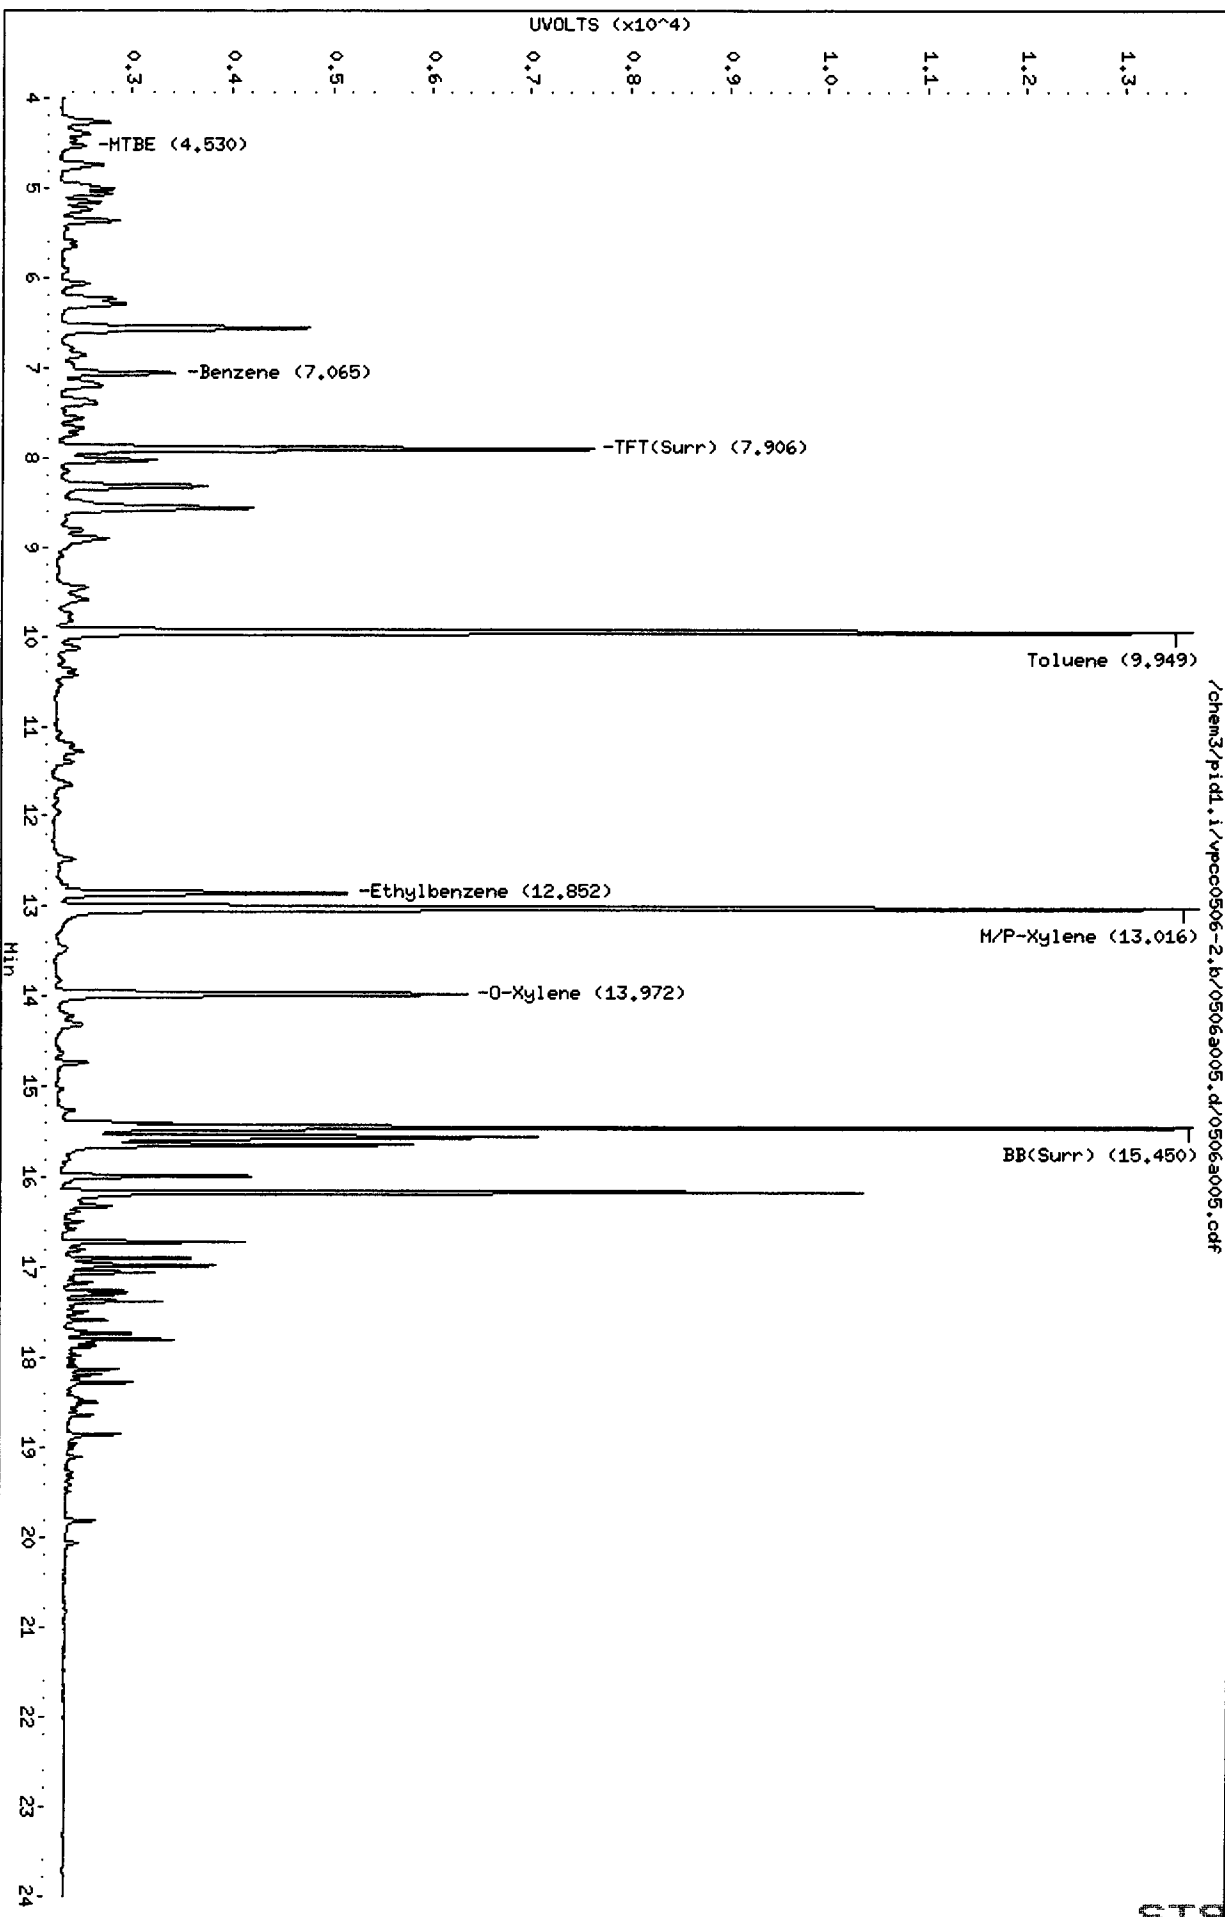 UVOLTS (x10^4)
0.3
0.4
0.5
0.6
0.7
0.8
0.9
1.0
1.1
1.2
1.3
4
5
6
7
8
9
10
11
12
13
14
15
16
17
18
19
20
21
22
23
24
Min
-MTBE (4.530)
-Benzene (7.065)
-TFT(Surr) (7.906)
Toluene (9.949)
-Ethylbenzene (12.852)
M/P-Xylene (13.016)
-O-Xylene (13.972)
BB(Surr) (15.450)
/chem3/pid1.i/vpcc0506-2.b/0506a005.d/0506a005.cdf